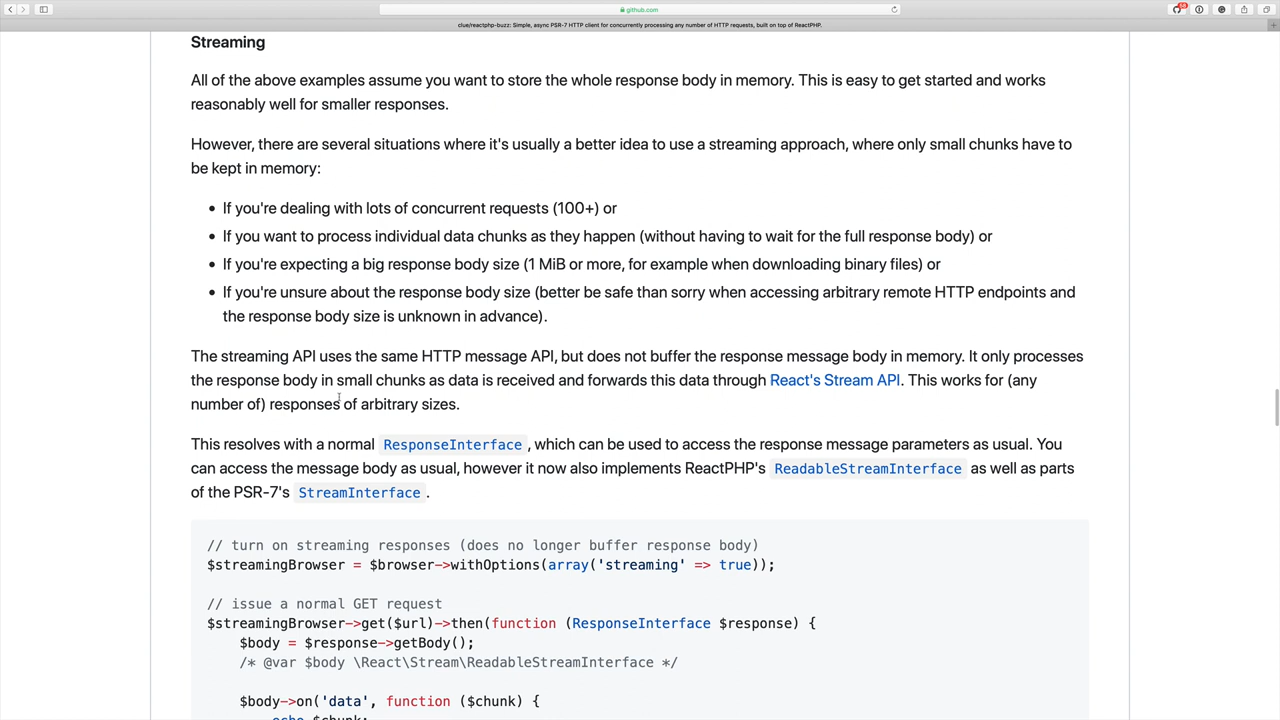 github.com
58
clue/reactphp-buzz: Simple, async PSR-7 HTTP client for concurrently processing any number of HTTP requests, built on top of ReactPHP.
Streaming
All of the above examples assume you want to store the whole response body in memory. This is easy to get started and works
reasonably well for smaller responses.
However, there are several situations where it's usually a better idea to use a streaming approach, where only small chunks have to
be kept in memory:
• If you're dealing with lots of concurrent requests (100+) or
• If you want to process individual data chunks as they happen (without having to wait for the full response body) or
• If you're expecting a big response body size (1 MiB or more, for example when downloading binary files) or
• If you're unsure about the response body size (better be safe than sorry when accessing arbitrary remote HTTP endpoints and
the response body size is unknown in advance).
The streaming API uses the same HTTP message API, but does not buffer the response message body in memory. It only processes
the response body in small chunks as data is received and forwards this data through React's Stream API. This works for (any
number of) responses of arbitrary sizes.
This resolves with a normal ResponseInterface, which can be used to access the response message parameters as usual. You
can access the message body as usual, however it now also implements ReactPHP's ReadableStreamInterface as well as parts
of the PSR-7's StreamInterface.
// turn on streaming responses (does no longer buffer response body)
$streamingBrowser = $browser->withOptions(array('streaming' => true));
// issue a normal GET request
$streamingBrowser->get($url)->then(function (ResponseInterface $response) {
$body = $response->getBody();
/* @var $body \React\Stream\ReadableStreamInterface */
$body->on('data', function ($chunk) {
echo $chunk;